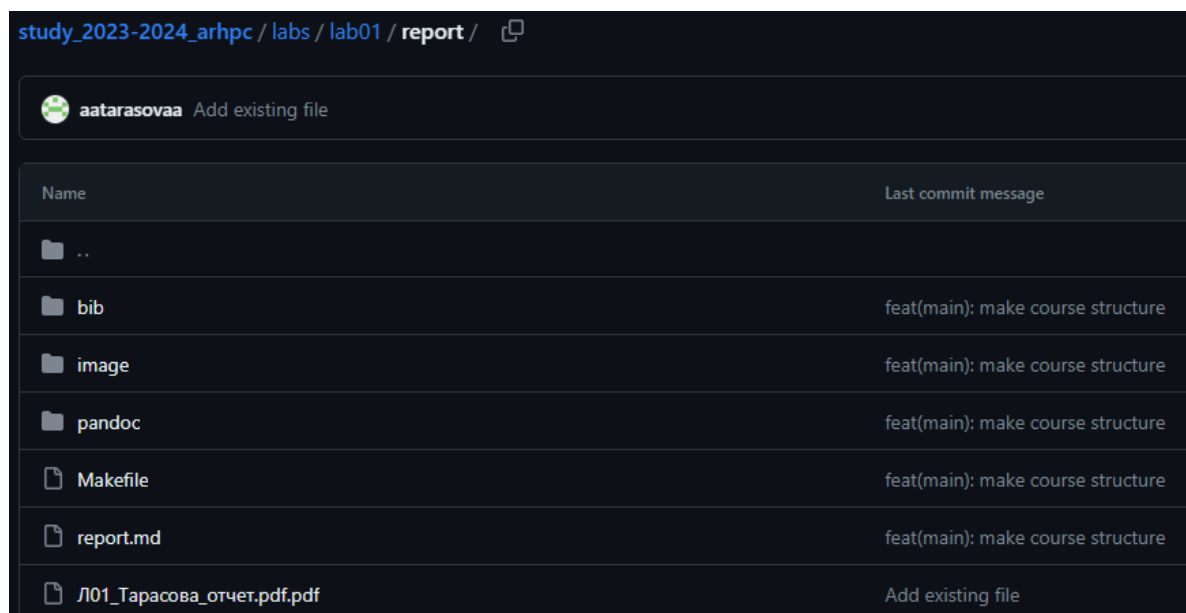 study_2023-2024_arhpc / labs / lab01 / report /
aatarasovaa Add existing file
Name Last commit message
..
bib feat(main): make course structure
image feat(main): make course structure
pandoc feat(main): make course structure
Makefile feat(main): make course structure
report.md feat(main): make course structure
Л01_Тарасова_отчет.pdf.pdf Add existing file